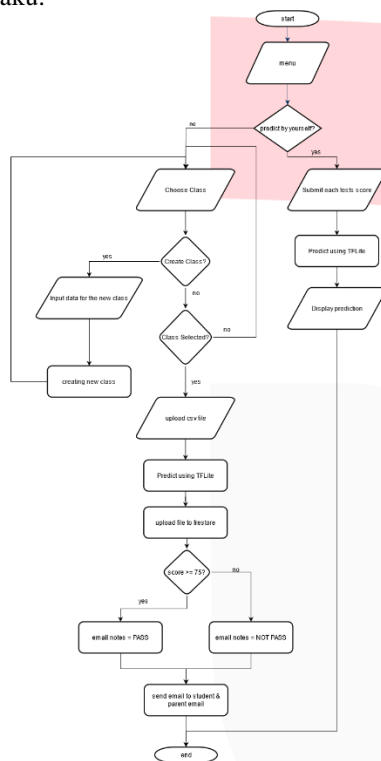 aku.
start
menu
predict by yourself?
no
yes
Choose Class
Submit each tests score
Create Class?
yes
Predict using TFLite
Input data for the new class
no
Display prediction
Class Selected?
no
creating new class
yes
upload csv file
Predict using TFLite
upload file to firestore
score >= 75?
no
yes
email notes = PASS
email notes = NOT PASS
send email to student &
parent email
end